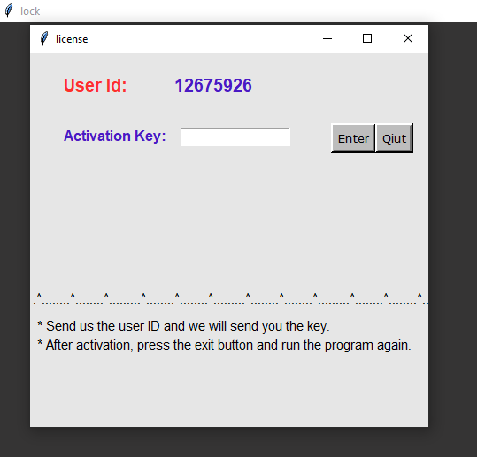 lock
license
User Id: 12675926
Activation Key:
Enter Qiut
* Send us the user ID and we will send you the key.
* After activation, press the exit button and run the program again.